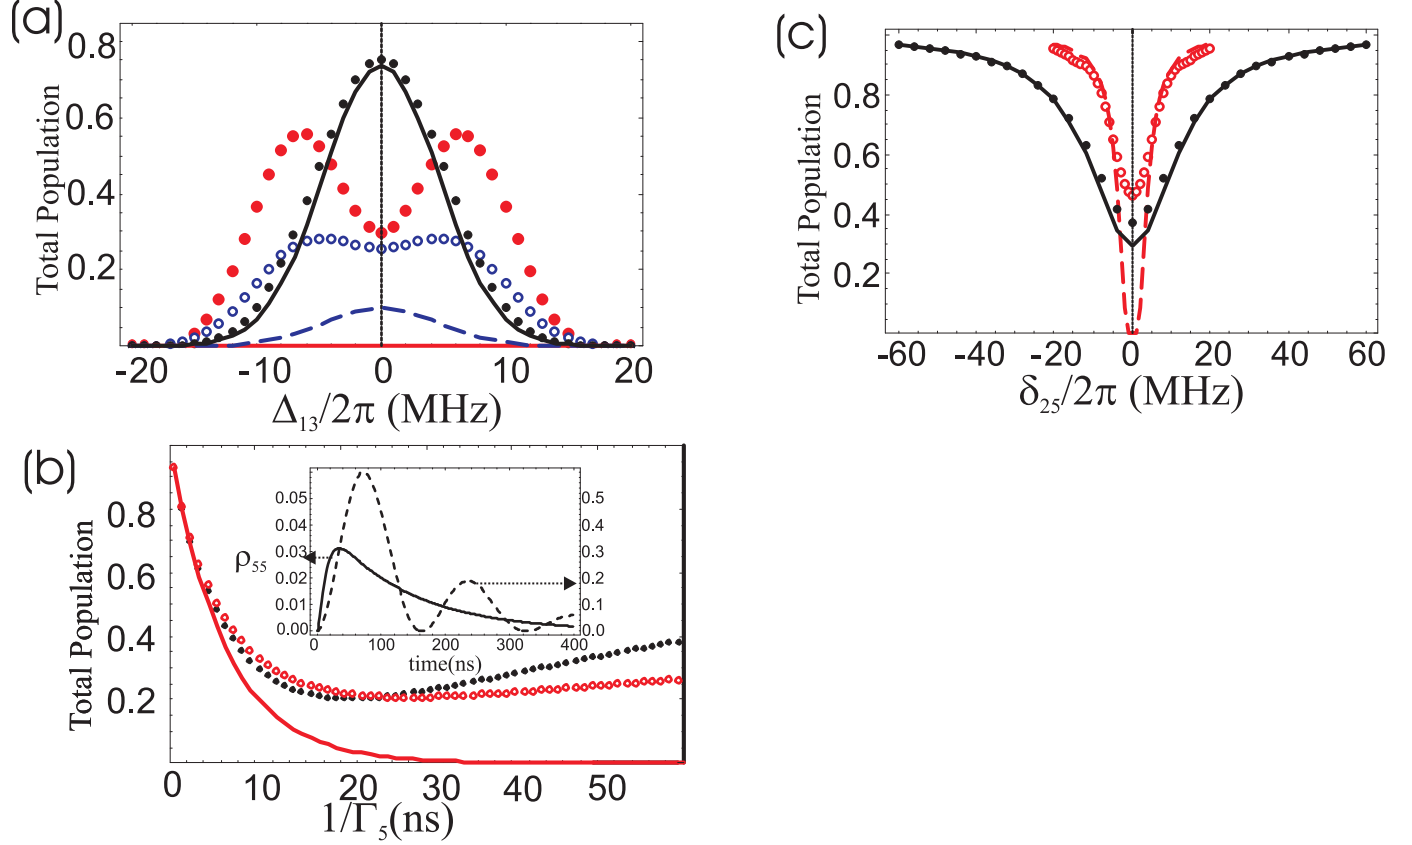 (a)
Total Population
0.8
0.6
0.4
0.2
-20 -10 0 10 20
Δ13/2π (MHz)
(c)
Total Population
0.8
0.6
0.4
0.2
-60 -40 -20 0 20 40 60
δ25/2π (MHz)
(b)
Total Population
0.8
0.6
0.4
0.2
0 10 20 30 40 50
1/Γ5(ns)
ρ55
0.05
0.04
0.03
0.02
0.01
0.00
0.5
0.4
0.3
0.2
0.1
0.0
0 100 200 300 400
time(ns)